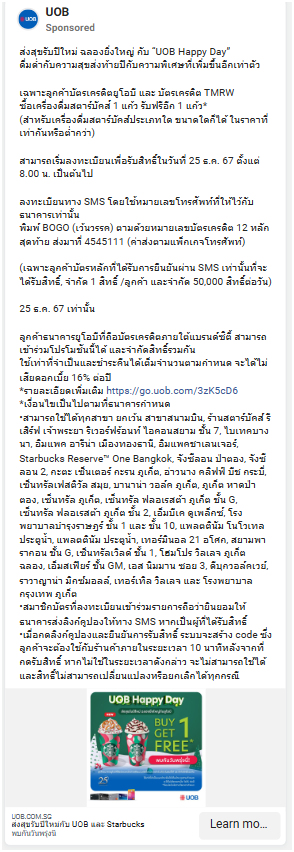 UOB
Sponsored
ส่งสุขรับปีใหม่ ฉลองยิ่งใหญ่ กับ "UOB Happy Day"
ดื่มด่ำกับความสุขส่งท้ายปีกับความพิเศษที่เพิ่มขึ้นอีกเท่าตัว
เฉพาะลูกค้าบัตรเครดิตยูโอบี และ บัตรเครดิต TMRW
ซื้อเครื่องดื่มสตาร์บัคส์ 1 แก้ว รับฟรีอีก 1 แก้ว*
(สำหรับเครื่องดื่มสตาร์บัคส์ประเภทใด ขนาดใดก็ได้ ในราคาที่
เท่ากันหรือต่ำกว่า)
สามารถเริ่มลงทะเบียนเพื่อรับสิทธิ์ในวันที่ 25 ธ.ค. 67 ตั้งแต่
8.00 น. เป็นต้นไป
ลงทะเบียนทาง SMS โดยใช้หมายเลขโทรศัพท์ที่ให้ไว้กับ
ธนาคารเท่านั้น
พิมพ์ BOGO (เว้นวรรค) ตามด้วยหมายเลขบัตรเครดิต 12 หลัก
สุดท้าย ส่งมาที่ 4545111 (ค่าส่งตามแพ็กเกจโทรศัพท์)
(เฉพาะลูกค้าบัตรหลักที่ได้รับการยืนยันผ่าน SMS เท่านั้นที่จะ
ได้รับสิทธิ์, จำกัด 1 สิทธิ์ /ลูกค้า และจำกัด 50,000 สิทธิ์ต่อวัน)
25 ธ.ค. 67 เท่านั้น
ลูกค้าธนาคารยูโอบีที่ถือบัตรเครดิตภายใต้แบรนด์ซิตี้ สามารถ
เข้าร่วมโปรโมชั่นนี้ได้ และจำกัดสิทธิ์รวมกัน
ใช้เท่าที่จำเป็นและชำระคืนได้เต็มจำนวนตามกำหนด จะได้ไม่
เสียดอกเบี้ย 16% ต่อปี
*รายละเอียดเพิ่มเติม https://go.uob.com/3zK5cD6
*เงื่อนไขเป็นไปตามที่ธนาคารกำหนด
•สามารถใช้ได้ทุกสาขา ยกเว้น สาขาสนามบิน, ร้านสตาร์บัคส์ รี
เสิร์ฟ เจ้าพระยา ริเวอร์ฟร้อนท์ ไอคอนสยาม ชั้น 7, ไบเทคบาง
นา, อิมแพค อารีน่า เมืองทองธานี, อิมแพคชาเลนเจอร์,
Starbucks Reserve™ One Bangkok, จังซีลอน ป่าตอง, จังซี
ลอน 2, กะตะ เซ็นเตอร์ กะรน ภูเก็ต, อ่าวนาง คลิฟฟ์ บีช กระบี่,
เซ็นทรัลเฟสติวัล สมุย, บานาน่า วอล์ค ภูเก็ต, ภูเก็ต หาดป่า
ตอง, เซ็นทรัล ภูเก็ต, เซ็นทรัล ฟลอเรสต้า ภูเก็ต ชั้น G,
เซ็นทรัล ฟลอเรสต้า ภูเก็ต ชั้น 2, เอ็มบีเค ดูเพล็กซ์, โรง
พยาบาลบำรุงราษฎร์ ชั้น 1 และ ชั้น 10, แพลตตินัม โนโวเทล
ประตูน้ำ, แพลตตินัม ประตูน้ำ, เทอร์มินอล 21 อโศก, สยามพา
รากอน ชั้น G, เซ็นทรัลเวิลด์ ชั้น 1, โฮมโปร วิลเลจ ภูเก็ต
ฉลอง, เอ็มสเฟียร์ ชั้น GM, เอส นิมมาน ซอย 3, ดิบุกวอล์คเวย์,
ราวาญาน่า มิกซ์มอลล์, เทอร์เทิล วิลเลจ และ โรงพยาบาล
กรุงเทพ ภูเก็ต
•สมาชิกบัตรที่ลงทะเบียนเข้าร่วมรายการถือว่ายินยอมให้
ธนาคารส่งลิงก์คูปองให้ทาง SMS หากเป็นผู้ที่ได้รับสิทธิ์
•เมื่อกดลิงก์คูปองและยืนยันการรับสิทธิ์ ระบบจะสร้าง code ซึ่ง
ลูกค้าจะต้องใช้กับร้านค้าภายในระยะเวลา 10 นาทีหลังจากที่
กดรับสิทธิ์ หากไม่ใช้ในระยะเวลาดังกล่าว จะไม่สามารถใช้ได้
และสิทธิ์ไม่สามารถเปลี่ยนแปลงหรือยกเลิกได้ทุกกรณี
UOB Happy Day
BUY 1
GET
FREE*
พบกันวันพรุ่งนี้!
25
UOB
UOB.COM.SG
ส่งสุขรับปีใหม่กับ UOB และ Starbucks
พบกันวันพรุ่งนี้
Learn mo...